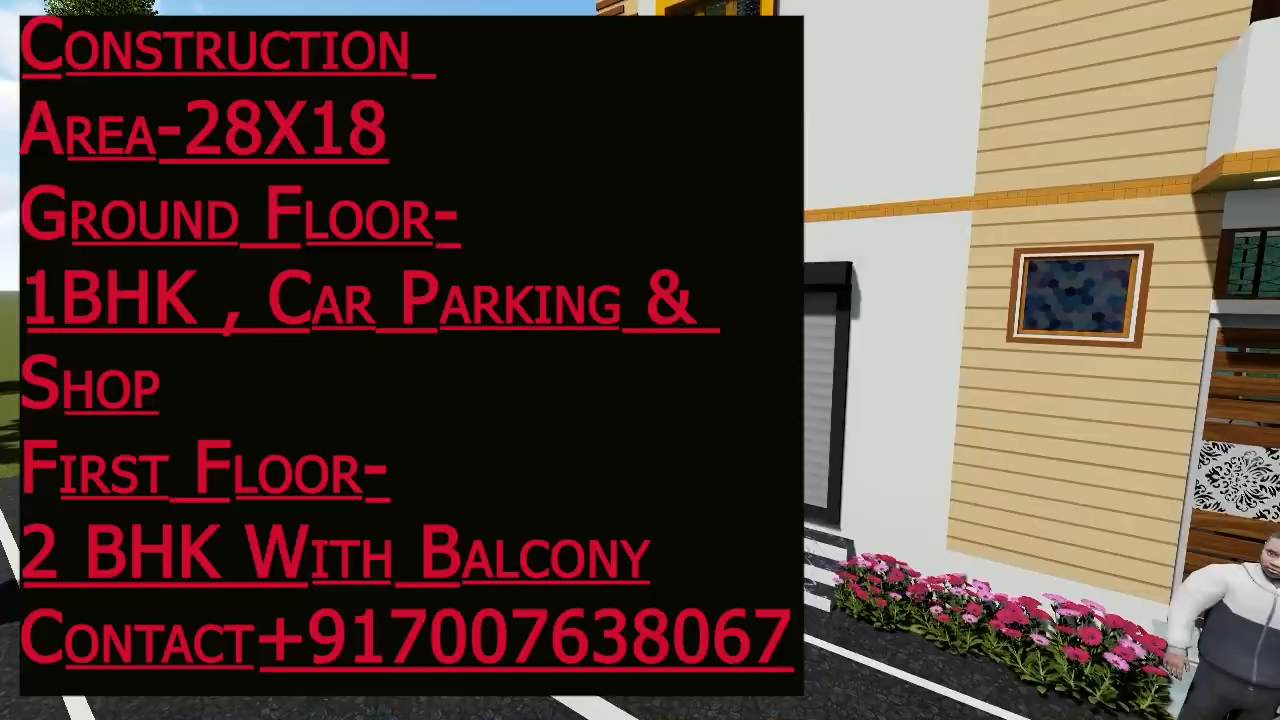 Construction
Area-28X18
Ground Floor-
1BHK , Car Parking &
Shop
First Floor-
2 BHK With Balcony
Contact+917007638067